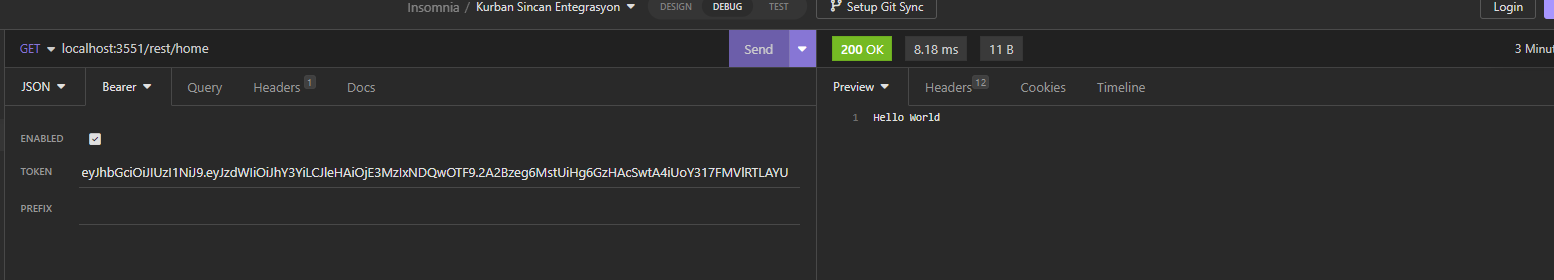 Insomnia / Kurban Sincan Entegrasyon DESIGN DEBUG TEST Setup Git Sync Login
GET localhost:3551/rest/home Send 200 OK 8.18 ms 11 B 3 Minut
JSON Bearer Query Headers 1 Docs Preview Headers 12 Cookies Timeline
1 Hello World
ENABLED
TOKEN eyJhbGciOiJIUzI1NiJ9.eyJzdWIiOiJhY3YiLCJleHAiOjE3MzIxNDQwOTF9.2A2Bzeg6MstUiHg6GzHAcSwtA4iUoY317FMVlRTLAYU
PREFIX